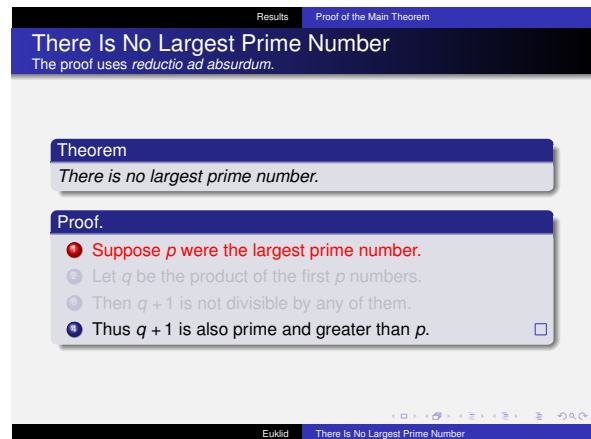 Results Proof of the Main Theorem
There Is No Largest Prime Number
The proof uses reductio ad absurdum.
Theorem
There is no largest prime number.
Proof.
1 Suppose p were the largest prime number.
2 Let q be the product of the first p numbers.
3 Then q + 1 is not divisible by any of them.
4 Thus q + 1 is also prime and greater than p. □
Euklid There Is No Largest Prime Number